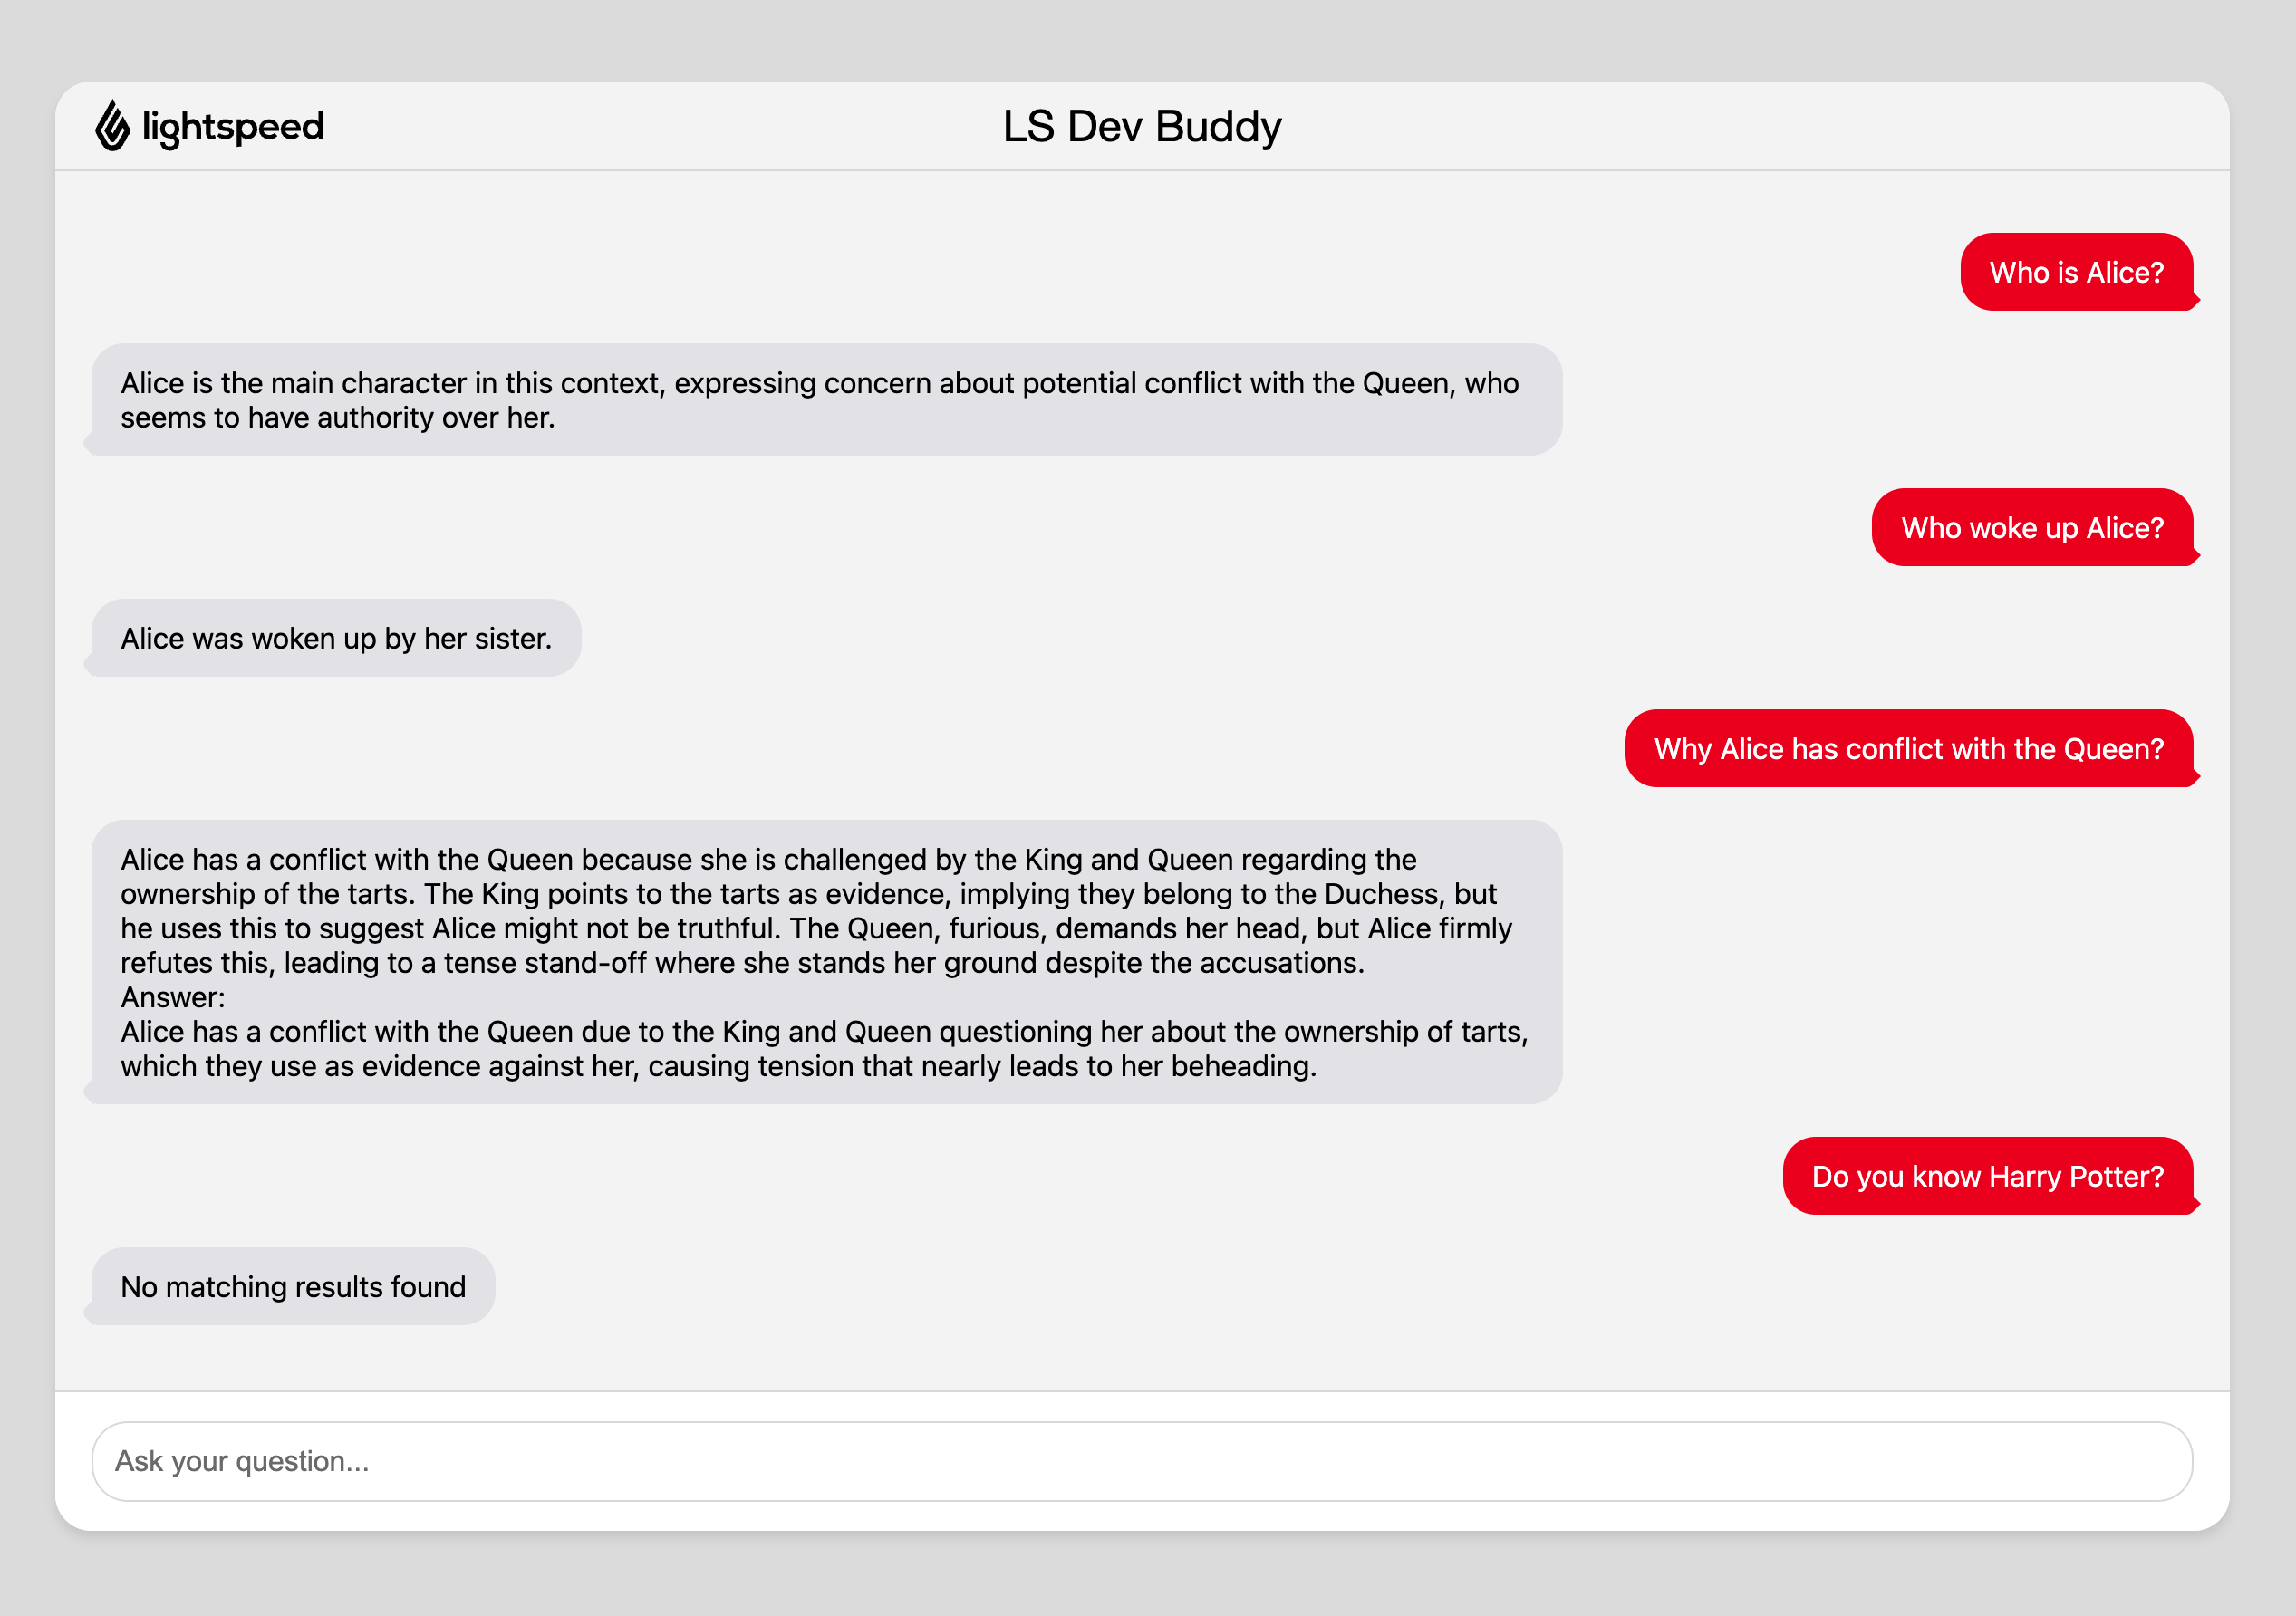 lightspeed
LS Dev Buddy
Who is Alice?
Alice is the main character in this context, expressing concern about potential conflict with the Queen, who
seems to have authority over her.
Who woke up Alice?
Alice was woken up by her sister.
Why Alice has conflict with the Queen?
Alice has a conflict with the Queen because she is challenged by the King and Queen regarding the
ownership of the tarts. The King points to the tarts as evidence, implying they belong to the Duchess, but
he uses this to suggest Alice might not be truthful. The Queen, furious, demands her head, but Alice firmly
refutes this, leading to a tense stand-off where she stands her ground despite the accusations.
Answer:
Alice has a conflict with the Queen due to the King and Queen questioning her about the ownership of tarts,
which they use as evidence against her, causing tension that nearly leads to her beheading.
Do you know Harry Potter?
No matching results found
Ask your question...